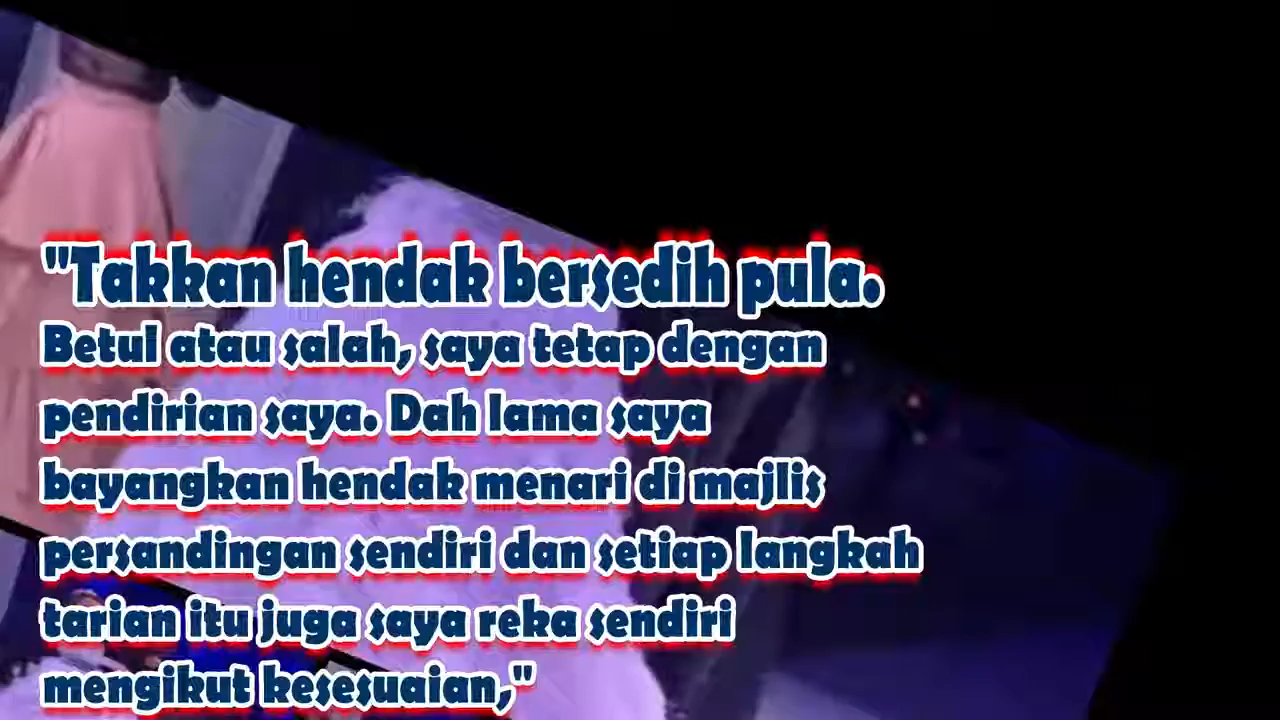 "Takkan hendak bersedih pula.
Betul atau salah, saya tetap dengan
pendirian saya. Dah lama saya
bayangkan hendak menari di majlis
persandingan sendiri dan setiap langkah
tarian itu juga saya reka sendiri
mengikut kesesuaian,"